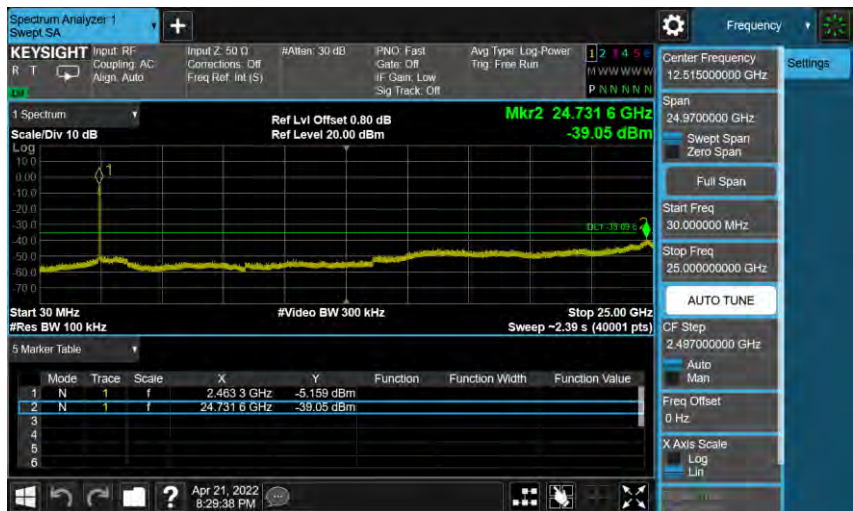 Spectrum Analyzer 1
Swept SA
+
Frequency
KEYSIGHT
R T
Input: RF
Coupling: AC
Align: Auto
Input Z: 50 Ω
Corrections: Off
Freq Ref: Int (S)
#Atten: 30 dB
PNO: Fast
Gate: Off
IF Gain: Low
Sig Track: Off
Avg Type: Log-Power
Trig: Free Run
1 2 3 4 5 6
M W W W W W
P N N N N N
1 Spectrum
Scale/Div 10 dB
Ref Lvl Offset 0.80 dB
Ref Level 20.00 dBm
Mkr2 24.731 6 GHz
-39.05 dBm
Log
10.0
0.00
-10.0
-20.0
-30.0
-40.0
-50.0
-60.0
-70.0
1
Start 30 MHz
#Res BW 100 kHz
#Video BW 300 kHz
Stop 25.00 GHz
Sweep ~2.39 s (40001 pts)
5 Marker Table
Mode Trace Scale X Y Function Function Width Function Value
1 N 1 f 2.463 3 GHz -5.159 dBm
2 N 1 f 24.731 6 GHz -39.05 dBm
3
4
5
6
Center Frequency
12.515000000 GHz
Settings
Span
24.9700000 GHz
Swept Span
Zero Span
Full Span
Start Freq
30.000000 MHz
Stop Freq
25.000000000 GHz
AUTO TUNE
CF Step
2.497000000 GHz
Auto
Man
Freq Offset
0 Hz
X Axis Scale
Log
Lin
?
Apr 21, 2022
8:29:38 PM